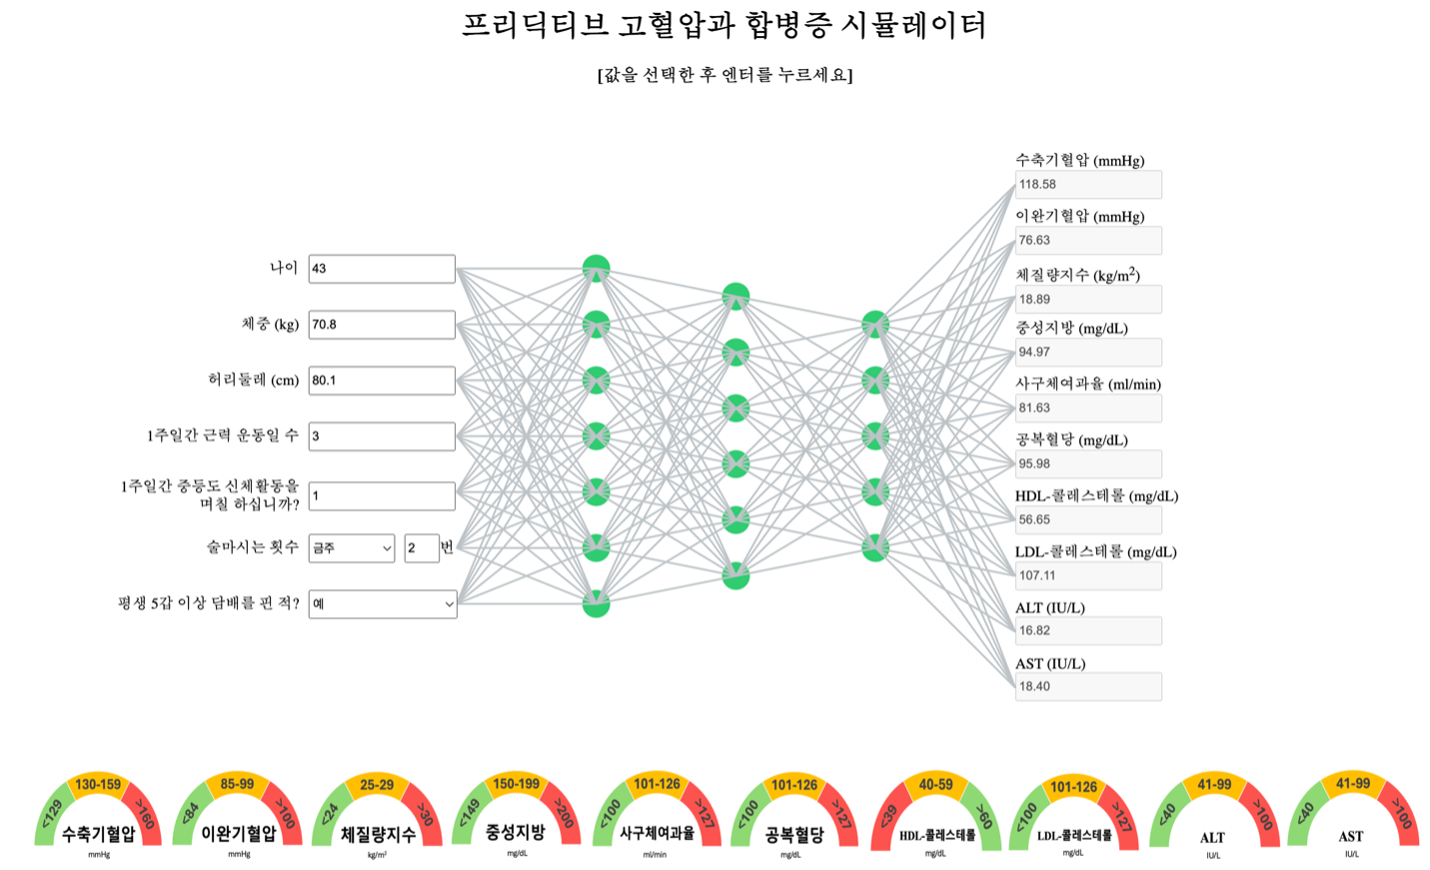 프리딕티브 고혈압과 합병증 시뮬레이터
[값을 선택한 후 엔터를 누르세요]
나이 43
체중 (kg) 70.8
허리둘레 (cm) 80.1
1주일간 근력 운동일 수 3
1주일간 중등도 신체활동을
며칠 하십니까? 1
술마시는 횟수 금주 2 번
평생 5갑 이상 담배를 핀 적? 예
수축기혈압 (mmHg)
118.58
이완기혈압 (mmHg)
76.63
체질량지수 (kg/m²)
18.89
중성지방 (mg/dL)
94.97
사구체여과율 (ml/min)
81.63
공복혈당 (mg/dL)
95.98
HDL-콜레스테롤 (mg/dL)
56.65
LDL-콜레스테롤 (mg/dL)
107.11
ALT (IU/L)
16.82
AST (IU/L)
18.40
<129 130-159 >160
수축기혈압
mmHg
<84 85-99 >100
이완기혈압
mmHg
<24 25-29 >30
체질량지수
kg/m²
<149 150-199 >200
중성지방
mg/dL
<100 101-126 >127
사구체여과율
ml/min
<100 101-126 >127
공복혈당
mg/dL
<39 40-59 >60
HDL-콜레스테롤
mg/dL
<100 101-126 >127
LDL-콜레스테롤
mg/dL
<40 41-99 >100
ALT
IU/L
<40 41-99 >100
AST
IU/L